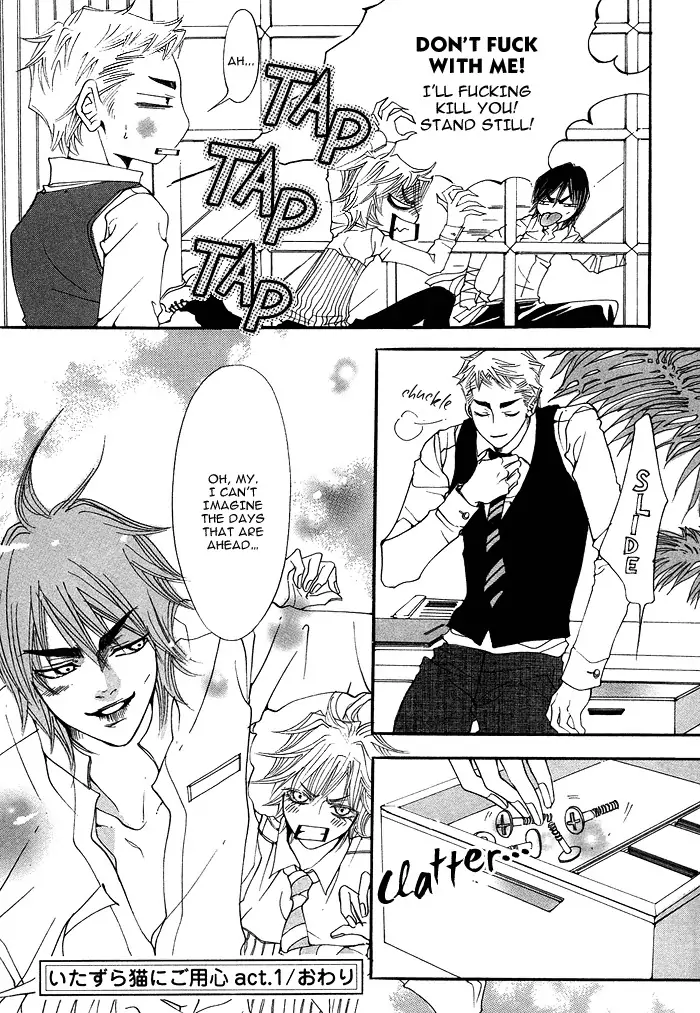 DON'T FUCK
WITH ME!
I'LL FUCKING
KILL YOU!
STAND STILL!
AH...
TAP
TAP
TAP
chuckle
SLIDE
OH, MY.
I CAN'T
IMAGINE
THE DAYS
THAT ARE
AHEAD...
Clatter...
いたずら猫にご用心 act.1/おわり